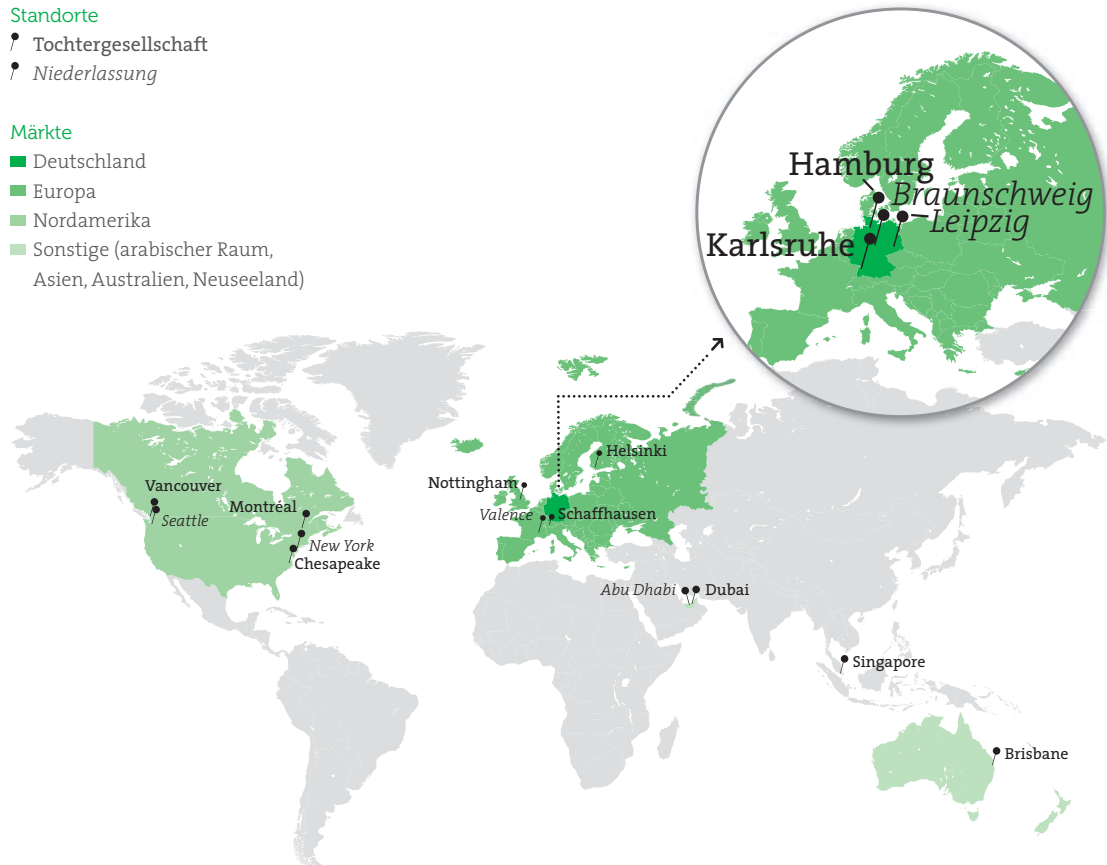 Standorte
Tochtergesellschaft
Niederlassung
Märkte
Deutschland
Europa
Nordamerika
Sonstige (arabischer Raum,
Asien, Australien, Neuseeland)
Hamburg
Braunschweig
Leipzig
Karlsruhe
Helsinki
Nottingham
Vancouver
Montréal
Seattle
Valence
Schaffhausen
New York
Chesapeake
Abu Dhabi
Dubai
Singapore
Brisbane